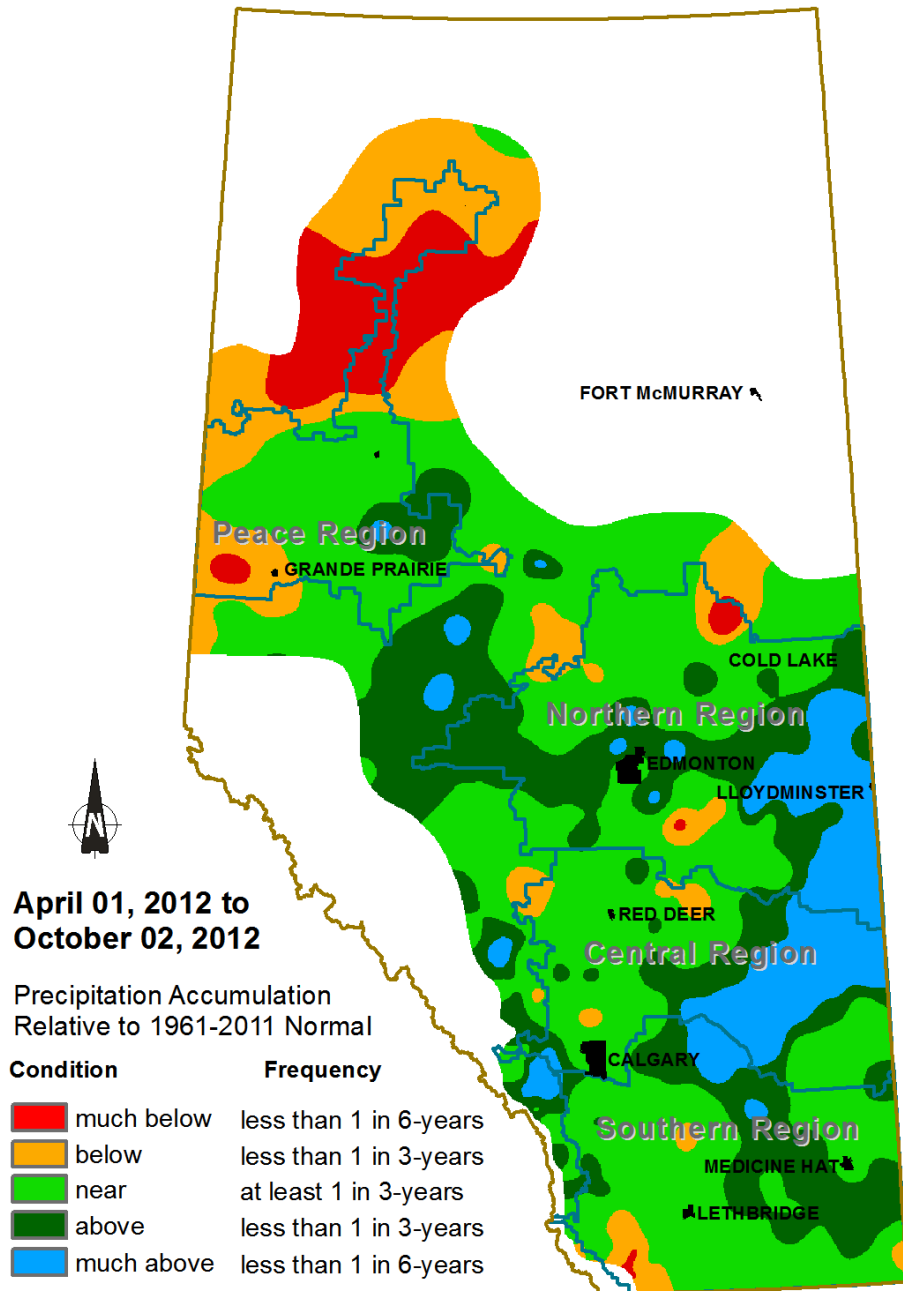 FORT McMURRAY
Peace Region
GRANDE PRAIRIE
COLD LAKE
Northern Region
EDMONTON
LLOYDMINSTER
N
April 01, 2012 to
October 02, 2012
RED DEER
Central Region
Precipitation Accumulation
Relative to 1961-2011 Normal
CALGARY
Condition Frequency
much below less than 1 in 6-years
below less than 1 in 3-years
near at least 1 in 3-years
above less than 1 in 3-years
much above less than 1 in 6-years
Southern Region
MEDICINE HAT
LETHBRIDGE